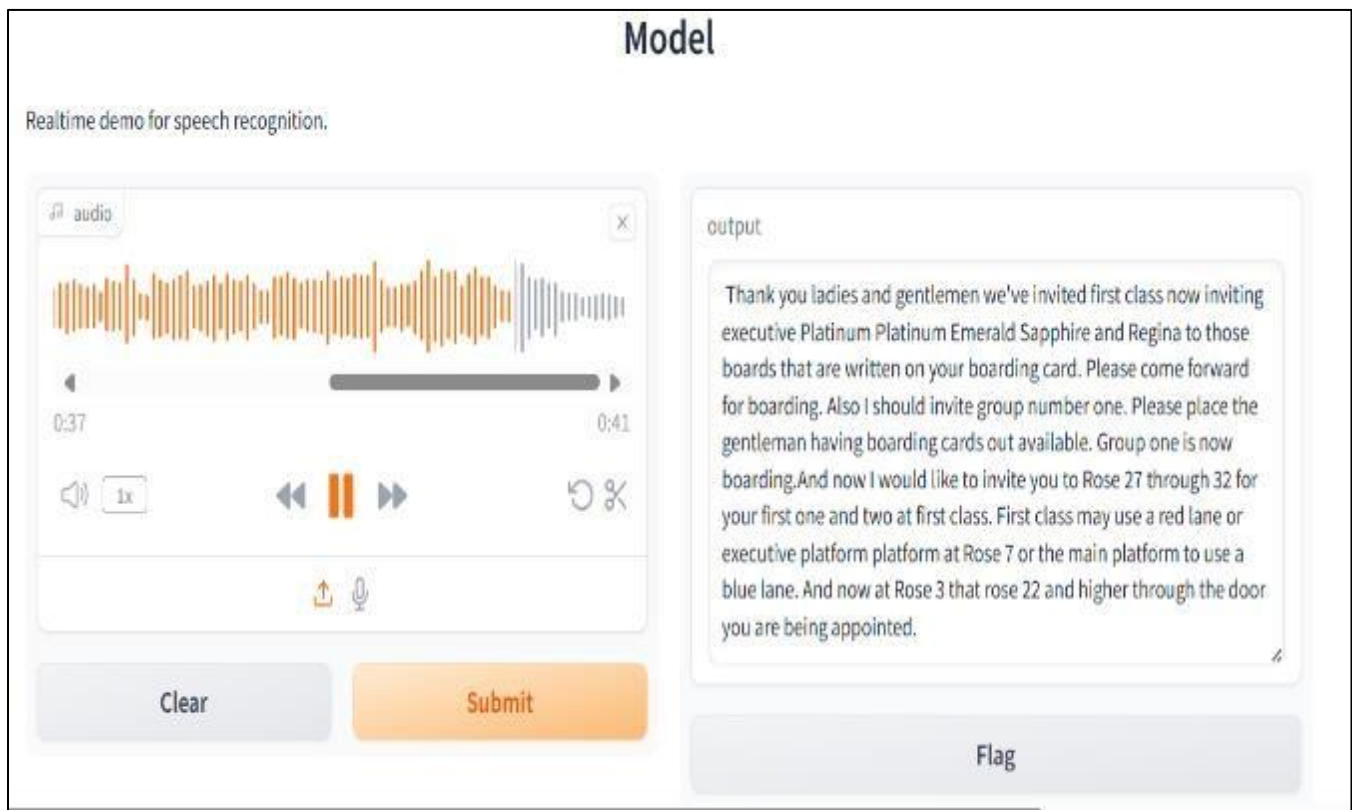 Model
Realtime demo for speech recognition.
audio
output
Thank you ladies and gentlemen we've invited first class now inviting
executive Platinum Platinum Emerald Sapphire and Regina to those
boards that are written on your boarding card. Please come forward
for boarding. Also I should invite group number one. Please place the
gentleman having boarding cards out available. Group one is now
boarding.And now I would like to invite you to Rose 27 through 32 for
your first one and two at first class. First class may use a red lane or
executive platform platform at Rose 7 or the main platform to use a
blue lane. And now at Rose 3 that rose 22 and higher through the door
you are being appointed.
0:37
0:41
1x
Clear
Submit
Flag